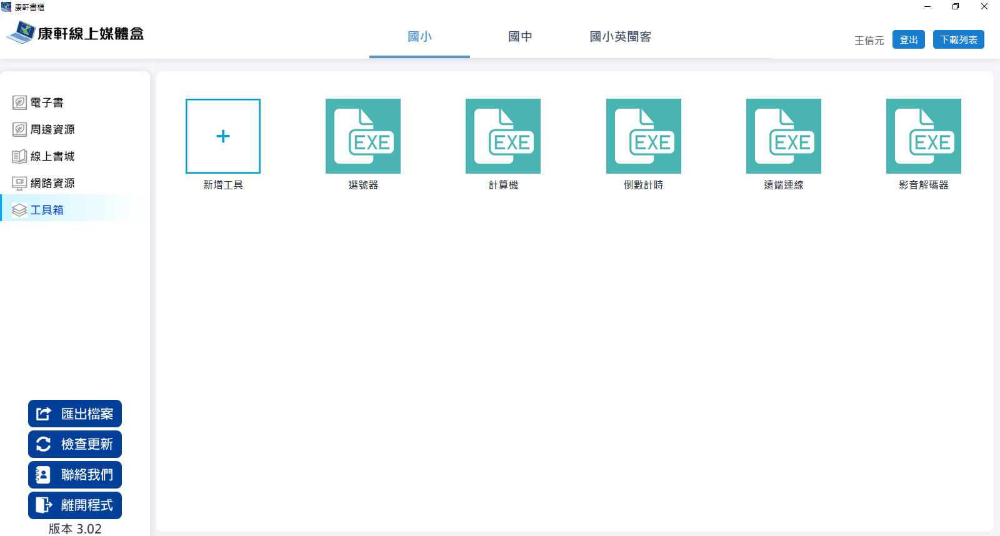 康軒書櫃
康軒線上媒體盒
國小
國中
國小英閩客
王信元
登出
下載列表
電子書
周邊資源
線上書城
網路資源
工具箱
+
新增工具
EXE
選號器
EXE
計算機
EXE
倒數計時
EXE
遠端連線
EXE
影音解碼器
匯出檔案
檢查更新
聯絡我們
離開程式
版本 3.02